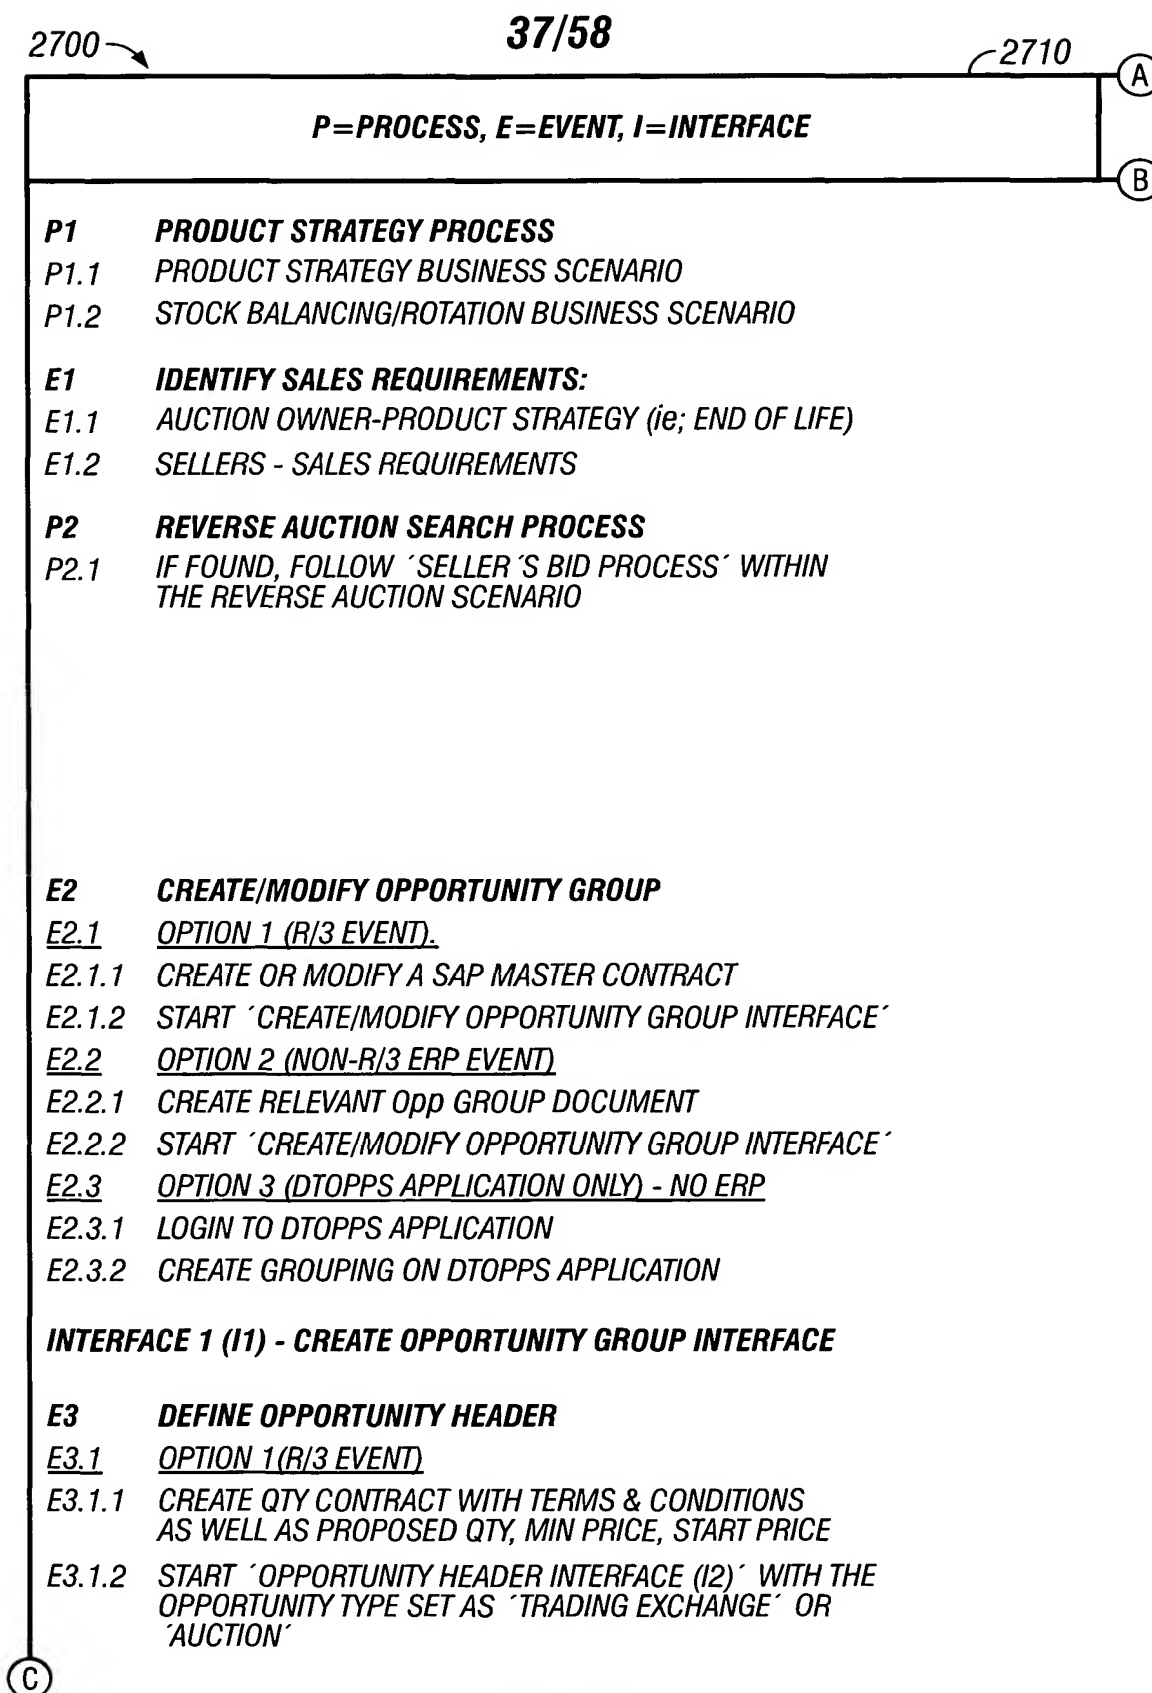 37/58
2700
2710
A
P=PROCESS, E=EVENT, I=INTERFACE
B
P1 PRODUCT STRATEGY PROCESS
P1.1 PRODUCT STRATEGY BUSINESS SCENARIO
P1.2 STOCK BALANCING/ROTATION BUSINESS SCENARIO
E1 IDENTIFY SALES REQUIREMENTS:
E1.1 AUCTION OWNER-PRODUCT STRATEGY (ie; END OF LIFE)
E1.2 SELLERS - SALES REQUIREMENTS
P2 REVERSE AUCTION SEARCH PROCESS
P2.1 IF FOUND, FOLLOW ´SELLER´S BID PROCESS´ WITHIN
THE REVERSE AUCTION SCENARIO
E2 CREATE/MODIFY OPPORTUNITY GROUP
E2.1 OPTION 1 (R/3 EVENT).
E2.1.1 CREATE OR MODIFY A SAP MASTER CONTRACT
E2.1.2 START ´CREATE/MODIFY OPPORTUNITY GROUP INTERFACE´
E2.2 OPTION 2 (NON-R/3 ERP EVENT)
E2.2.1 CREATE RELEVANT Opp GROUP DOCUMENT
E2.2.2 START ´CREATE/MODIFY OPPORTUNITY GROUP INTERFACE´
E2.3 OPTION 3 (DTOPPS APPLICATION ONLY) - NO ERP
E2.3.1 LOGIN TO DTOPPS APPLICATION
E2.3.2 CREATE GROUPING ON DTOPPS APPLICATION
INTERFACE 1 (I1) - CREATE OPPORTUNITY GROUP INTERFACE
E3 DEFINE OPPORTUNITY HEADER
E3.1 OPTION 1(R/3 EVENT)
E3.1.1 CREATE QTY CONTRACT WITH TERMS & CONDITIONS
AS WELL AS PROPOSED QTY, MIN PRICE, START PRICE
E3.1.2 START ´OPPORTUNITY HEADER INTERFACE (I2)´ WITH THE
OPPORTUNITY TYPE SET AS ´TRADING EXCHANGE´ OR
´AUCTION´
C